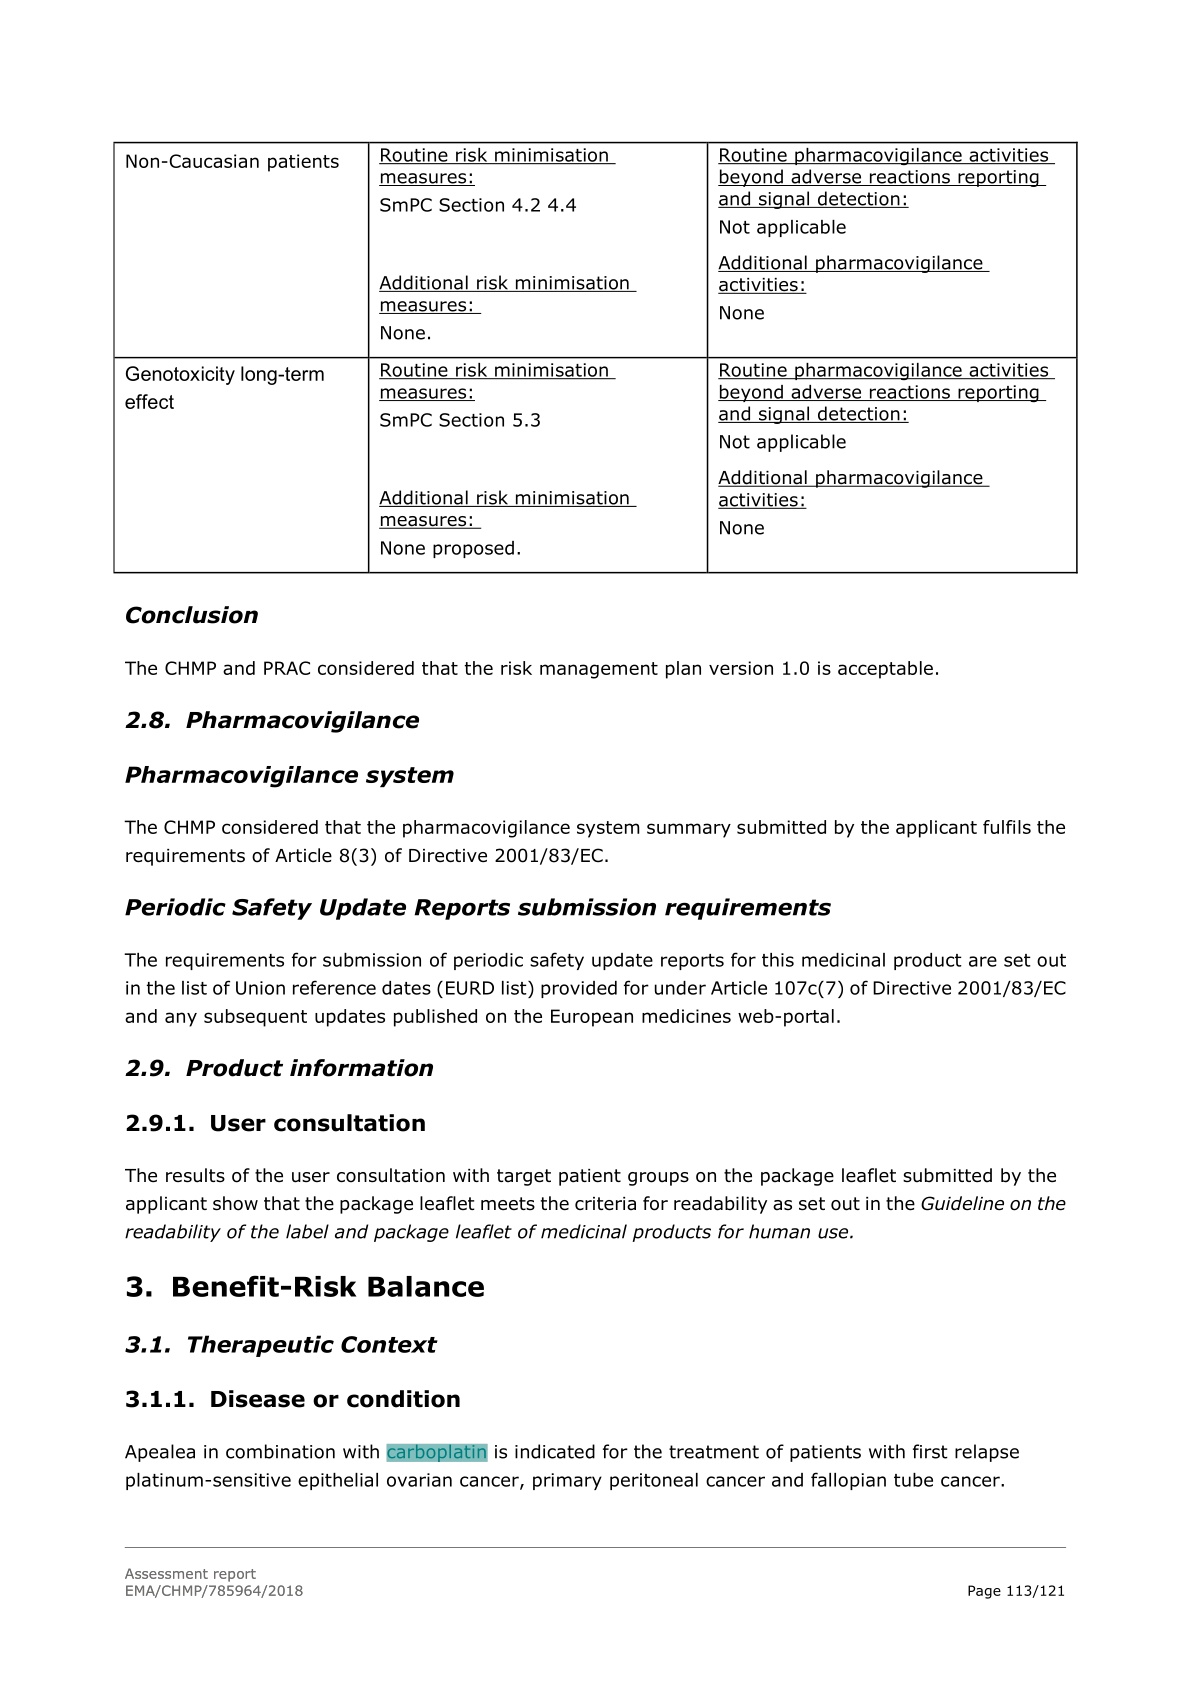 Non-Caucasian patients
Routine risk minimisation
measures:
SmPC Section 4.2 4.4
Additional risk minimisation
measures:
None.
Routine pharmacovigilance activities
beyond adverse reactions reporting
and signal detection:
Not applicable
Additional pharmacovigilance
activities:
None
Genotoxicity long-term
effect
Routine risk minimisation
measures:
SmPC Section 5.3
Additional risk minimisation
measures:
None proposed.
Routine pharmacovigilance activities
beyond adverse reactions reporting
and signal detection:
Not applicable
Additional pharmacovigilance
activities:
None
Conclusion
The CHMP and PRAC considered that the risk management plan version 1.0 is acceptable.
2.8. Pharmacovigilance
Pharmacovigilance system
The CHMP considered that the pharmacovigilance system summary submitted by the applicant fulfils the
requirements of Article 8(3) of Directive 2001/83/EC.
Periodic Safety Update Reports submission requirements
The requirements for submission of periodic safety update reports for this medicinal product are set out
in the list of Union reference dates (EURD list) provided for under Article 107c(7) of Directive 2001/83/EC
and any subsequent updates published on the European medicines web-portal.
2.9. Product information
2.9.1. User consultation
The results of the user consultation with target patient groups on the package leaflet submitted by the
applicant show that the package leaflet meets the criteria for readability as set out in the Guideline on the
readability of the label and package leaflet of medicinal products for human use.
3. Benefit-Risk Balance
3.1. Therapeutic Context
3.1.1. Disease or condition
Apealea in combination with carboplatin is indicated for the treatment of patients with first relapse
platinum-sensitive epithelial ovarian cancer, primary peritoneal cancer and fallopian tube cancer.
Assessment report
EMA/CHMP/785964/2018
Page 113/121